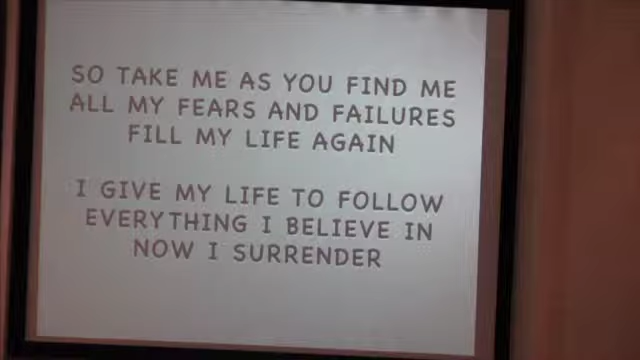 SO TAKE ME AS YOU FIND ME
ALL MY FEARS AND FAILURES
FILL MY LIFE AGAIN
I GIVE MY LIFE TO FOLLOW
EVERYTHING I BELIEVE IN
NOW I SURRENDER